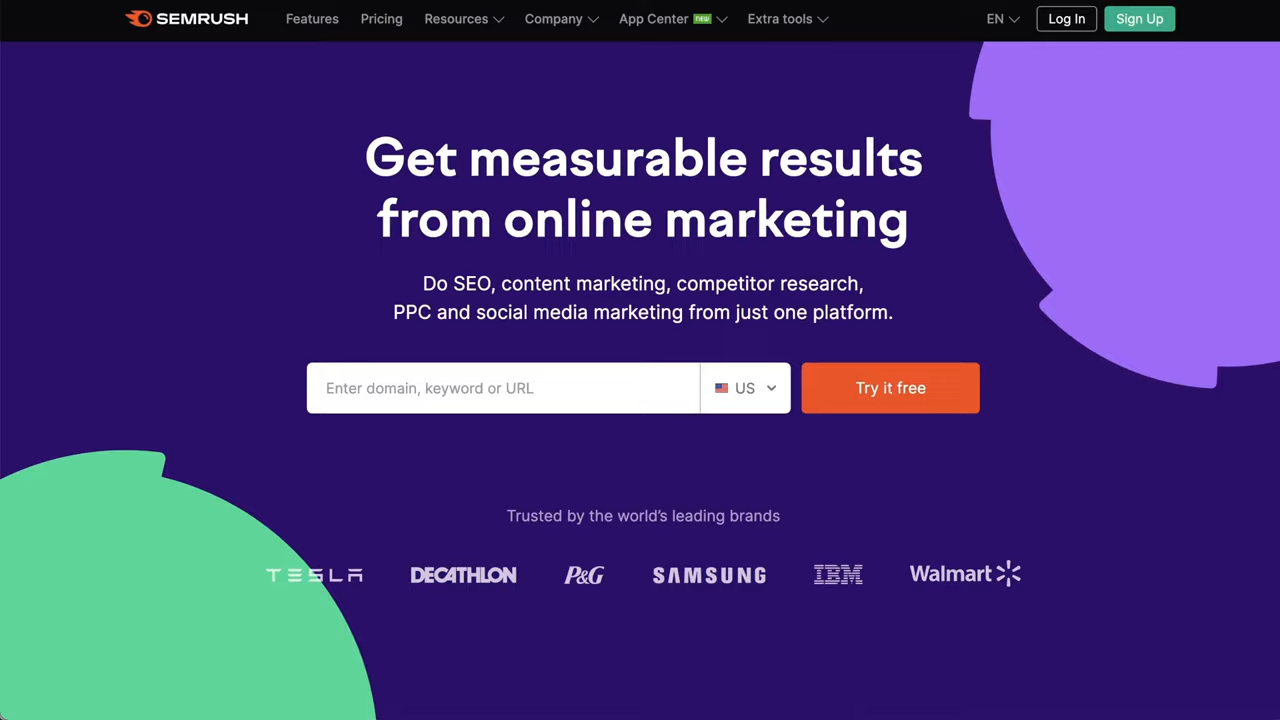 SEMRUSH Features Pricing Resources Company App Center new Extra tools EN Log In Sign Up
Get measurable results
from online marketing
Do SEO, content marketing, competitor research,
PPC and social media marketing from just one platform.
Enter domain, keyword or URL US Try it free
Trusted by the world's leading brands
TESLA DECATHLON P&G SAMSUNG IBM Walmart